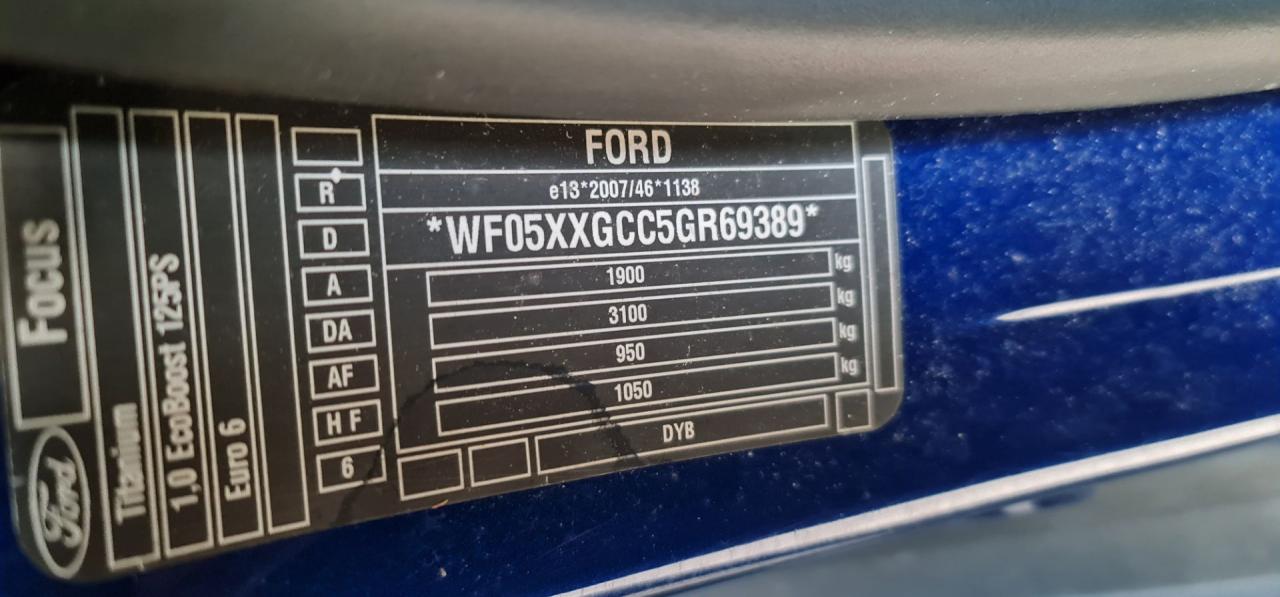 Focus
Ford
Titanium
1,0 EcoBoost 125PS
Euro 6
R
D
A
DA
AF
H F
6
FORD
e13*2007/46*1138
*WF05XXGCC5GR69389*
1900 kg
3100 kg
950 kg
1050 kg
DYB